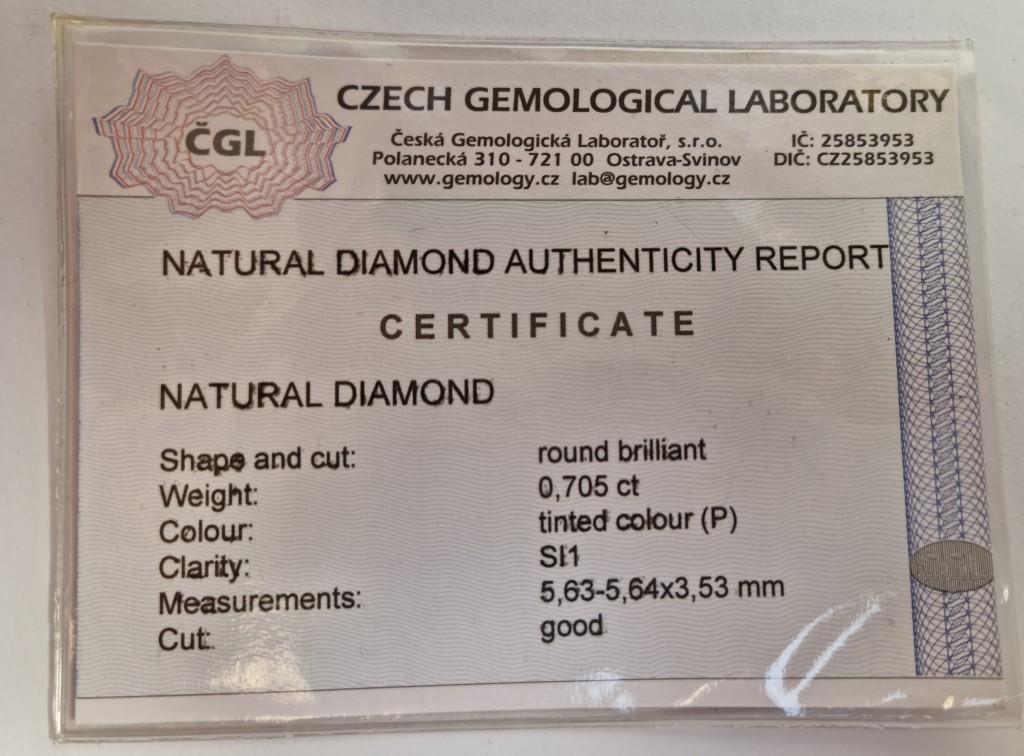 ČGL
CZECH GEMOLOGICAL LABORATORY
Česká Gemologická Laboratoř, s.r.o. IČ: 25853953
Polanecká 310 - 721 00 Ostrava-Svinov DIČ: CZ25853953
www.gemology.cz lab@gemology.cz
NATURAL DIAMOND AUTHENTICITY REPORT
CERTIFICATE
NATURAL DIAMOND
Shape and cut: round brilliant
Weight: 0,705 ct
Colour: tinted colour (P)
Clarity: SI1
Measurements: 5,63-5,64x3,53 mm
Cut: good